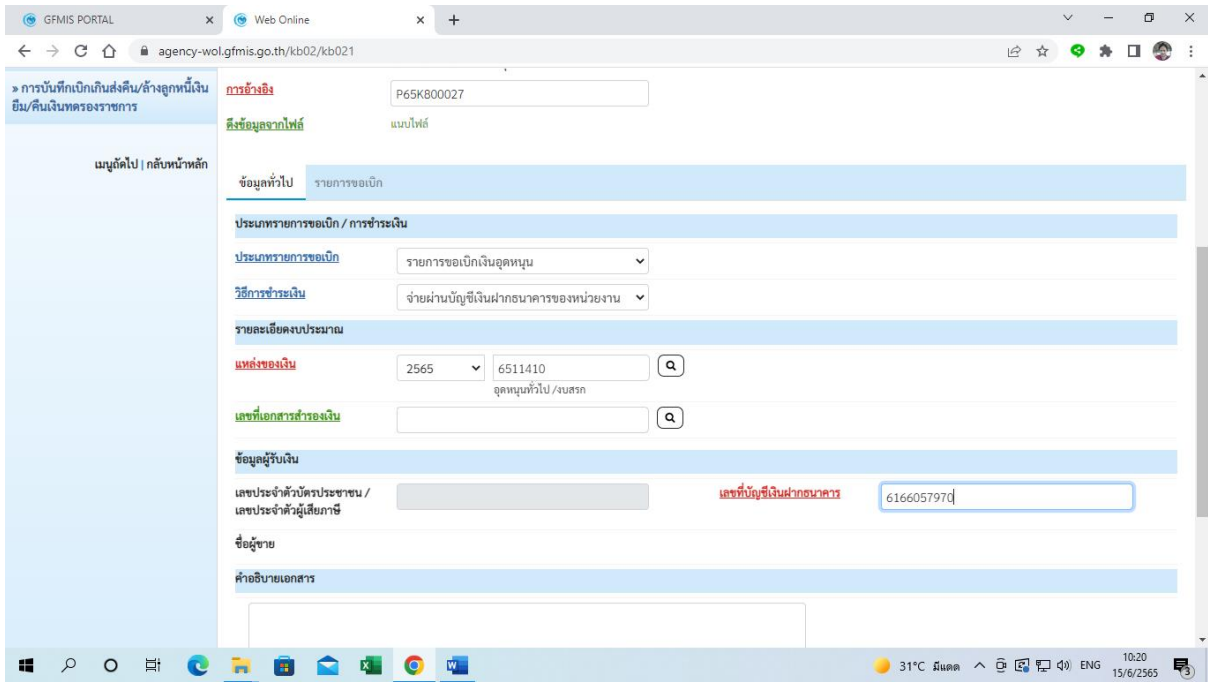 GFMIS PORTAL
Web Online
agency-wol.gfmis.go.th/kb02/kb021
» การบันทึกเบิกเกินส่งคืน/ล้างลูกหนี้เงิน
ยืม/คืนเงินทดรองราชการ
เมนูถัดไป | กลับหน้าหลัก
การอ้างอิง
P65K800027
ดึงข้อมูลจากไฟล์
แนบไฟล์
ข้อมูลทั่วไป
รายการขอเบิก
ประเภทรายการขอเบิก / การชำระเงิน
ประเภทรายการขอเบิก
รายการขอเบิกเงินอุดหนุน
วิธีการชำระเงิน
จ่ายผ่านบัญชีเงินฝากธนาคารของหน่วยงาน
รายละเอียดงบประมาณ
แหล่งของเงิน
2565
6511410
อุดหนุนทั่วไป /งบสรก
เลขที่เอกสารสำรองเงิน
ข้อมูลผู้รับเงิน
เลขประจำตัวบัตรประชาชน /
เลขประจำตัวผู้เสียภาษี
เลขที่บัญชีเงินฝากธนาคาร
6166057970
ชื่อผู้ขาย
คำอธิบายเอกสาร
31°C มีแดด
ENG
10:20
15/6/2565
3